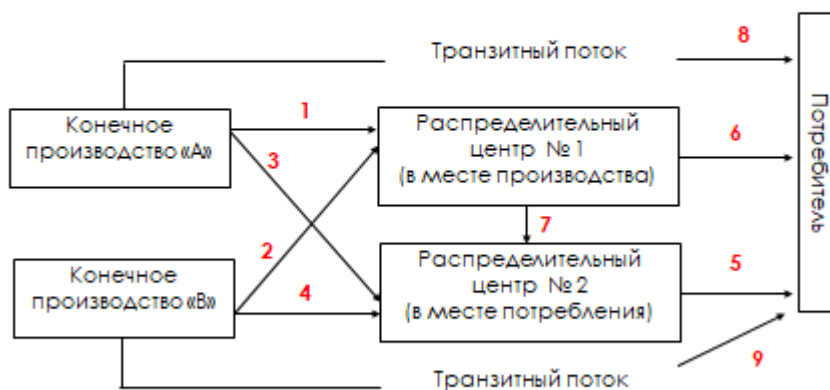 Транзитный поток
8
Конечное
производство «А»
1
3
2
4
Распределительный
центр № 1
(в месте производства)
6
7
Потребитель
Конечное
производство «В»
Распределительный
центр № 2
(в месте потребления)
5
Транзитный поток
9